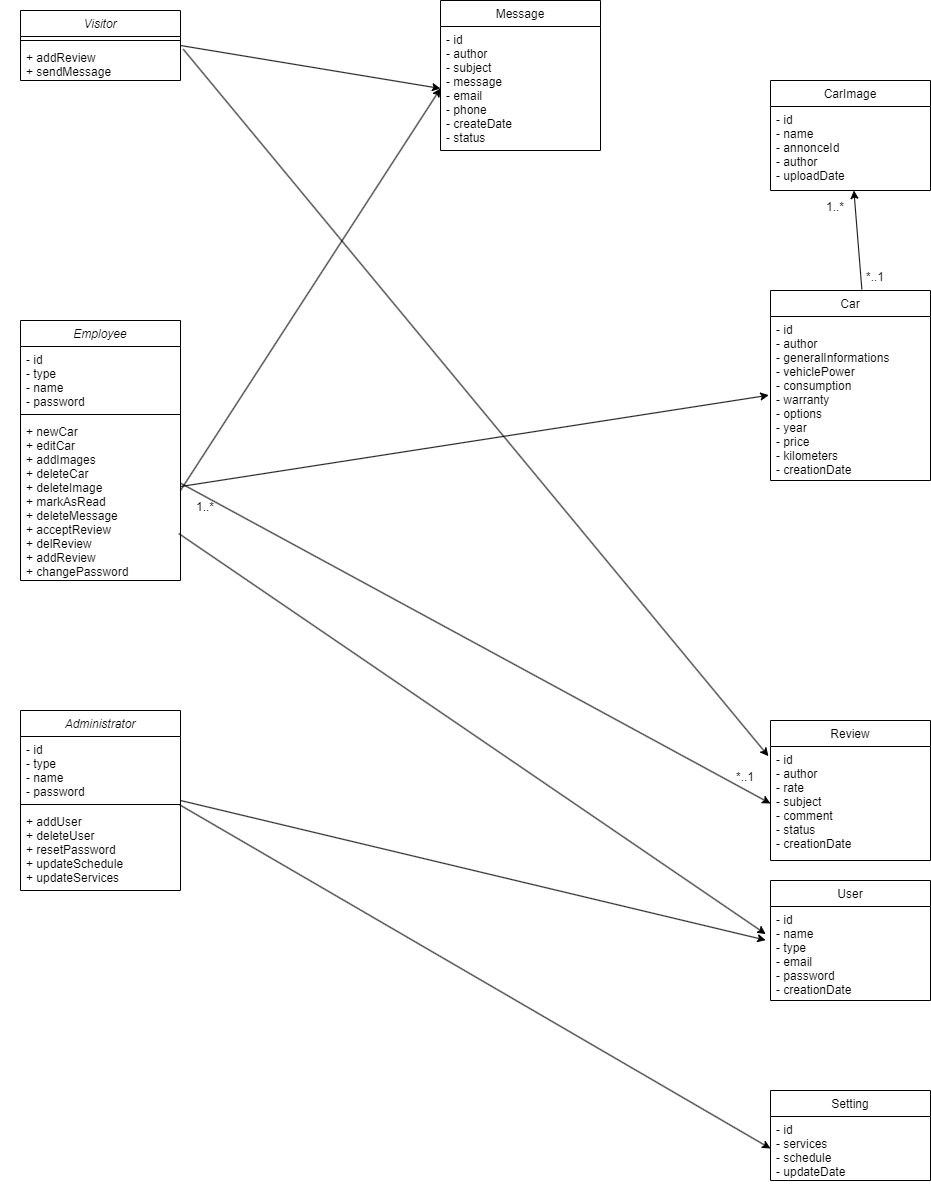 Visitor
+ addReview
+ sendMessage
Message
- id
- author
- subject
- message
- email
- phone
- createDate
- status
CarImage
- id
- name
- annonceId
- author
- uploadDate
1..*
*..1
Car
- id
- author
- generalInformations
- vehiclePower
- consumption
- warranty
- options
- year
- price
- kilometers
- creationDate
Employee
- id
- type
- name
- password
+ newCar
+ editCar
+ addImages
+ deleteCar
+ deleteImage
+ markAsRead
+ deleteMessage
+ acceptReview
+ delReview
+ addReview
+ changePassword
1..*
Administrator
- id
- type
- name
- password
+ addUser
+ deleteUser
+ resetPassword
+ updateSchedule
+ updateServices
*..1
Review
- id
- author
- rate
- subject
- comment
- status
- creationDate
User
- id
- name
- type
- email
- password
- creationDate
Setting
- id
- services
- schedule
- updateDate